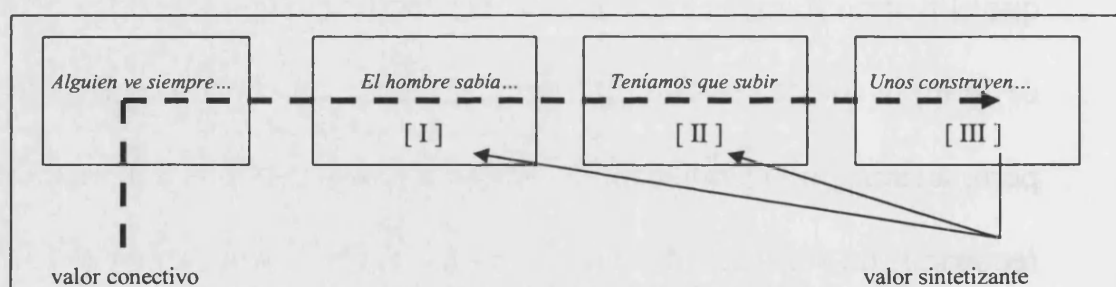 Alguien ve siempre... El hombre sabía... Teníamos que subir Unos construyen...
[ I ] [ II ] [ III ]
valor conectivo valor sintetizante